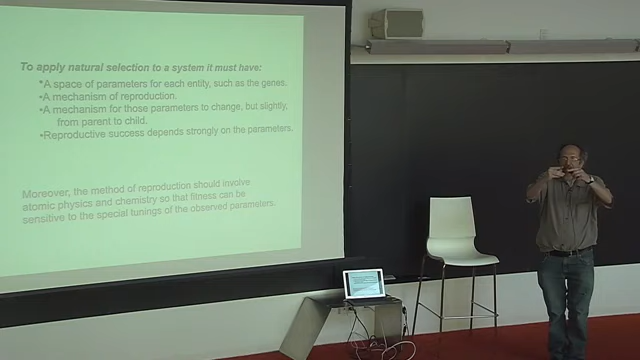 To apply natural selection to a system it must have:
•A space of parameters for each entity, such as the genes.
•A mechanism of reproduction.
•A mechanism for those parameters to change, but slightly,
from parent to child.
•Reproductive success depends strongly on the parameters.
Moreover, the method of reproduction should involve
atomic physics and chemistry so that fitness can be
sensitive to the special tunings of the observed parameters.